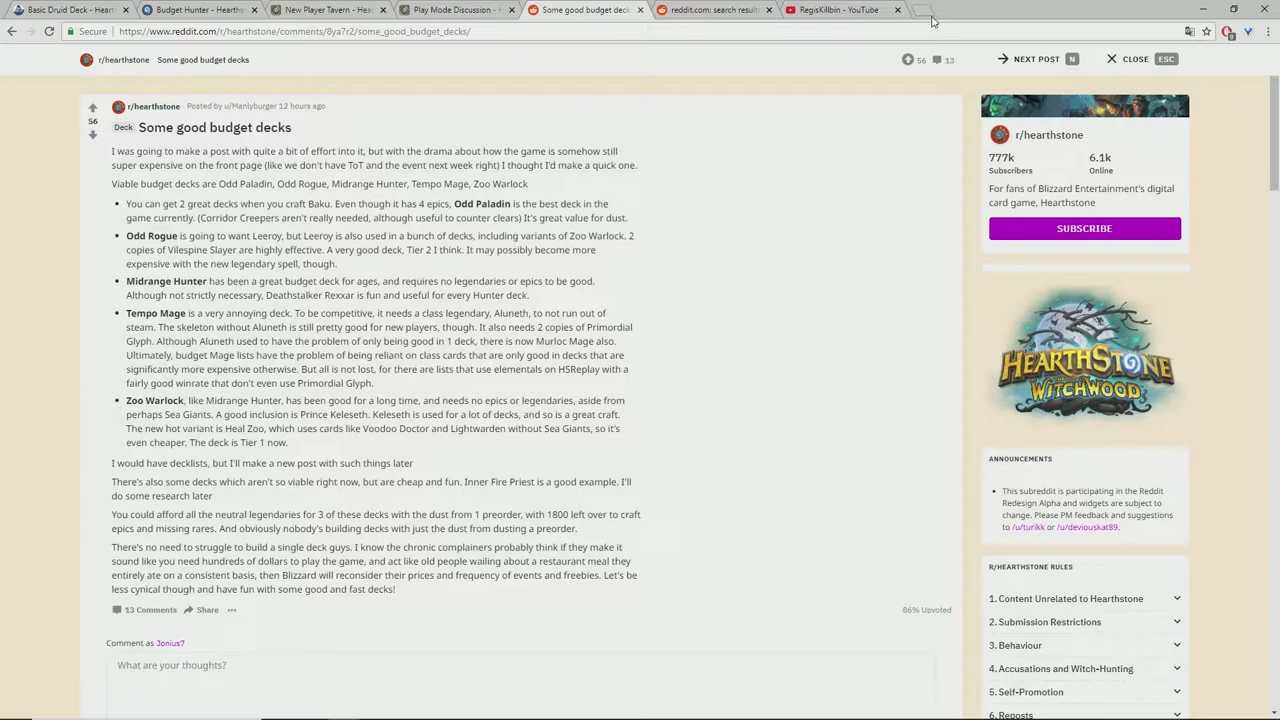 Basic Druid Deck - Hearths
Budget Hunter - Hearthsto
New Player Tavern - Hears
Play Mode Discussion - H
Some good budget deck
reddit.com: search results
RegisKillbin - YouTube
Secure https://www.reddit.com/r/hearthstone/comments/8ya7r2/some_good_budget_decks/
r/hearthstone Some good budget decks 56 13 NEXT POST N CLOSE ESC
r/hearthstone · Posted by u/Manlyburger 12 hours ago
56
Deck Some good budget decks
I was going to make a post with quite a bit of effort into it, but with the drama about how the game is somehow still
super expensive on the front page (like we don't have ToT and the event next week right) I thought I'd make a quick one.
Viable budget decks are Odd Paladin, Odd Rogue, Midrange Hunter, Tempo Mage, Zoo Warlock
• You can get 2 great decks when you craft Baku. Even though it has 4 epics, Odd Paladin is the best deck in the
game currently. (Corridor Creepers aren't really needed, although useful to counter clears) It's great value for dust.
• Odd Rogue is going to want Leeroy, but Leeroy is also used in a bunch of decks, including variants of Zoo Warlock. 2
copies of Vilespine Slayer are highly effective. A very good deck, Tier 2 I think. It may possibly become more
expensive with the new legendary spell, though.
• Midrange Hunter has been a great budget deck for ages, and requires no legendaries or epics to be good.
Although not strictly necessary, Deathstalker Rexxar is fun and useful for every Hunter deck.
• Tempo Mage is a very annoying deck. To be competitive, it needs a class legendary, Aluneth, to not run out of
steam. The skeleton without Aluneth is still pretty good for new players, though. It also needs 2 copies of Primordial
Glyph. Although Aluneth used to have the problem of only being good in 1 deck, there is now Murloc Mage also.
Ultimately, budget Mage lists have the problem of being reliant on class cards that are only good in decks that are
significantly more expensive otherwise. But all is not lost, for there are lists that use elementals on HSReplay with a
fairly good winrate that don't even use Primordial Glyph.
• Zoo Warlock, like Midrange Hunter, has been good for a long time, and needs no epics or legendaries, aside from
perhaps Sea Giants. A good inclusion is Prince Keleseth. Keleseth is used for a lot of decks, and so is a great craft.
The new hot variant is Heal Zoo, which uses cards like Voodoo Doctor and Lightwarden without Sea Giants, so it's
even cheaper. The deck is Tier 1 now.
I would have decklists, but I'll make a new post with such things later
There's also some decks which aren't so viable right now, but are cheap and fun. Inner Fire Priest is a good example. I'll
do some research later
You could afford all the neutral legendaries for 3 of these decks with the dust from 1 preorder, with 1800 left over to craft
epics and missing rares. And obviously nobody's building decks with just the dust from dusting a preorder.
There's no need to struggle to build a single deck guys. I know the chronic complainers probably think if they make it
sound like you need hundreds of dollars to play the game, and act like old people wailing about a restaurant meal they
entirely ate on a consistent basis, then Blizzard will reconsider their prices and frequency of events and freebies. Let's be
less cynical though and have fun with some good and fast decks!
13 Comments Share ··· 86% Upvoted
Comment as Jonius7
What are your thoughts?
r/hearthstone
777k 6.1k
Subscribers Online
For fans of Blizzard Entertainment's digital
card game, Hearthstone
SUBSCRIBE
HEARTHSTONE
THE WITCHWOOD
ANNOUNCEMENTS
• This subreddit is participating in the Reddit
Redesign Alpha and widgets are subject to
change. Please PM feedback and suggestions
to /u/turikk or /u/deviouskat89.
R/HEARTHSTONE RULES
1. Content Unrelated to Hearthstone
2. Submission Restrictions
3. Behaviour
4. Accusations and Witch-Hunting
5. Self-Promotion
6. Reposts